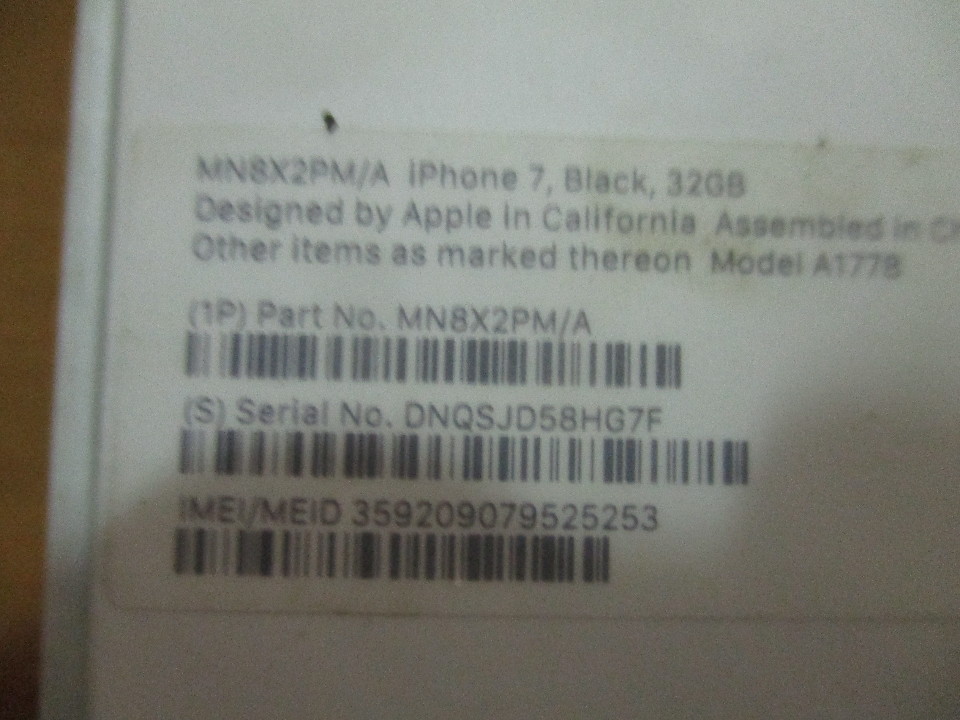 MN8X2PM/A iPhone 7, Black, 32GB
Designed by Apple in California Assembled in Ch
Other items as marked thereon Model A1778
(1P) Part No. MN8X2PM/A
(S) Serial No. DNQSJD58HG7F
IMEI/MEID 359209079525253